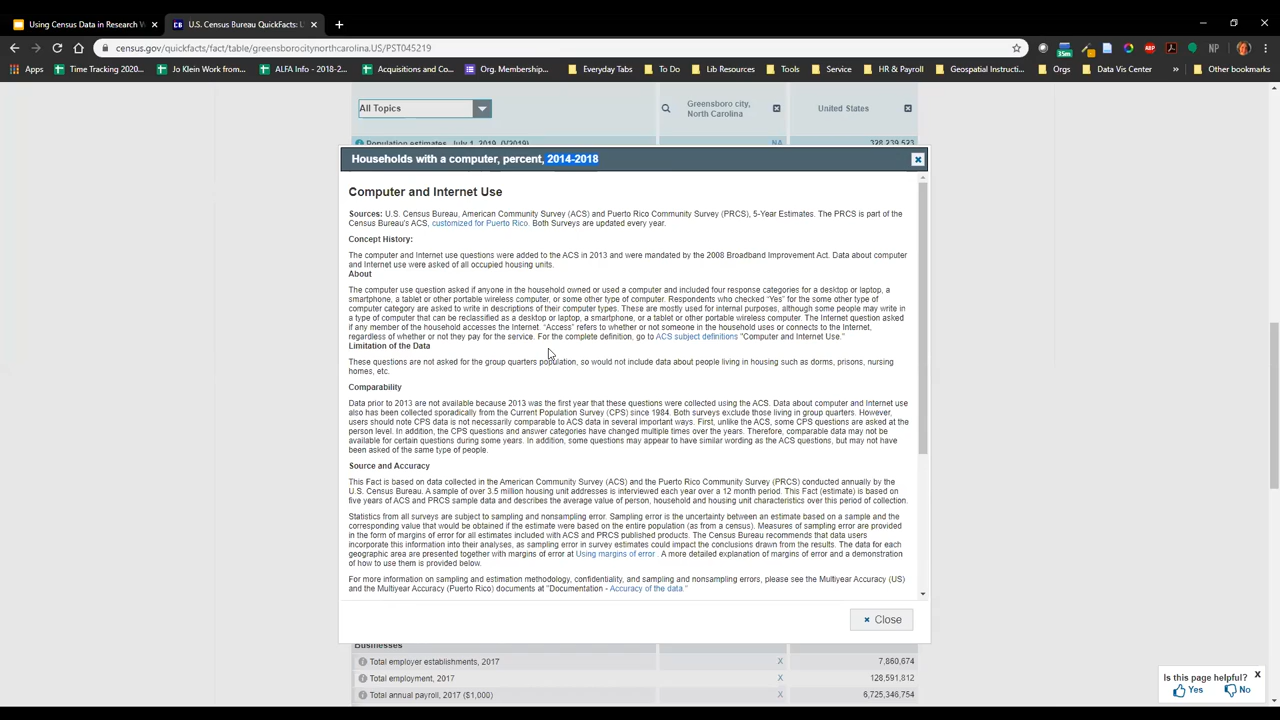 Using Census Data in Research W
U.S. Census Bureau QuickFacts: U
census.gov/quickfacts/fact/table/greensborocitynorthcarolina.US/PST045219
35m
ABP
NP
Apps
Time Tracking 2020...
Jo Klein Work from...
ALFA Info - 2018-2...
Acquisitions and Co...
Org. Membership...
Everyday Tabs
To Do
Lib Resources
Tools
Service
HR & Payroll
Geospatial Instructi...
Orgs
Data Vis Center
»
Other bookmarks
All Topics
Greensboro city,
North Carolina
United States
Population estimates, July 1, 2019, (V2019)
NA
328,239,523
Households with a computer, percent, 2014-2018
Computer and Internet Use
Sources: U.S. Census Bureau, American Community Survey (ACS) and Puerto Rico Community Survey (PRCS), 5-Year Estimates. The PRCS is part of the
Census Bureau's ACS, customized for Puerto Rico. Both Surveys are updated every year.
Concept History:
The computer and Internet use questions were added to the ACS in 2013 and were mandated by the 2008 Broadband Improvement Act. Data about computer
and Internet use were asked of all occupied housing units.
About
The computer use question asked if anyone in the household owned or used a computer and included four response categories for a desktop or laptop, a
smartphone, a tablet or other portable wireless computer, or some other type of computer. Respondents who checked "Yes" for the some other type of
computer category are asked to write in descriptions of their computer types. These are mostly used for internal purposes, although some people may write in
a type of computer that can be reclassified as a desktop or laptop, a smartphone, or a tablet or other portable wireless computer. The Internet question asked
if any member of the household accesses the Internet. "Access" refers to whether or not someone in the household uses or connects to the Internet,
regardless of whether or not they pay for the service. For the complete definition, go to ACS subject definitions "Computer and Internet Use."
Limitation of the Data
These questions are not asked for the group quarters population, so would not include data about people living in housing such as dorms, prisons, nursing
homes, etc.
Comparability
Data prior to 2013 are not available because 2013 was the first year that these questions were collected using the ACS. Data about computer and Internet use
also has been collected sporadically from the Current Population Survey (CPS) since 1984. Both surveys exclude those living in group quarters. However,
users should note CPS data is not necessarily comparable to ACS data in several important ways. First, unlike the ACS, some CPS questions are asked at the
person level. In addition, the CPS questions and answer categories have changed multiple times over the years. Therefore, comparable data may not be
available for certain questions during some years. In addition, some questions may appear to have similar wording as the ACS questions, but may not have
been asked of the same type of people.
Source and Accuracy
This Fact is based on data collected in the American Community Survey (ACS) and the Puerto Rico Community Survey (PRCS) conducted annually by the
U.S. Census Bureau. A sample of over 3.5 million housing unit addresses is interviewed each year over a 12 month period. This Fact (estimate) is based on
five years of ACS and PRCS sample data and describes the average value of person, household and housing unit characteristics over this period of collection.
Statistics from all surveys are subject to sampling and nonsampling error. Sampling error is the uncertainty between an estimate based on a sample and the
corresponding value that would be obtained if the estimate were based on the entire population (as from a census). Measures of sampling error are provided
in the form of margins of error for all estimates included with ACS and PRCS published products. The Census Bureau recommends that data users
incorporate this information into their analyses, as sampling error in survey estimates could impact the conclusions drawn from the results. The data for each
geographic area are presented together with margins of error at Using margins of error . A more detailed explanation of margins of error and a demonstration
of how to use them is provided below.
For more information on sampling and estimation methodology, confidentiality, and sampling and nonsampling errors, please see the Multiyear Accuracy (US)
and the Multiyear Accuracy (Puerto Rico) documents at "Documentation - Accuracy of the data."
Close
Businesses
Total employer establishments, 2017
X
7,860,674
Total employment, 2017
X
128,591,812
Total annual payroll, 2017 ($1,000)
X
6,725,346,754
Is this page helpful?
X
Yes
No